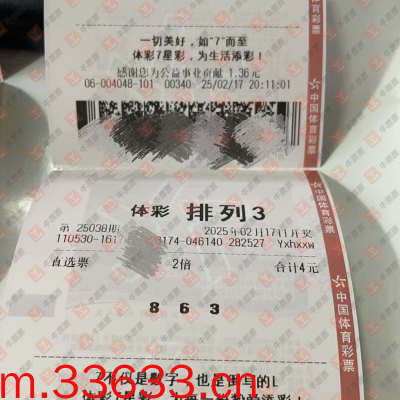 一切美好，如"7"而至
体彩7星彩，为生活添彩！
感谢您为公益事业贡献 1.36元
06-004048-101 00340 25/02/17 20:11:01
中国体育彩票
体彩 排列3
第 25038期 2025年02月17日开奖
110530-161 3174-046140 282527 Yxhxxw
直选票 2倍 合计4元
8 6 3
中国体育彩票
m.33633.cn